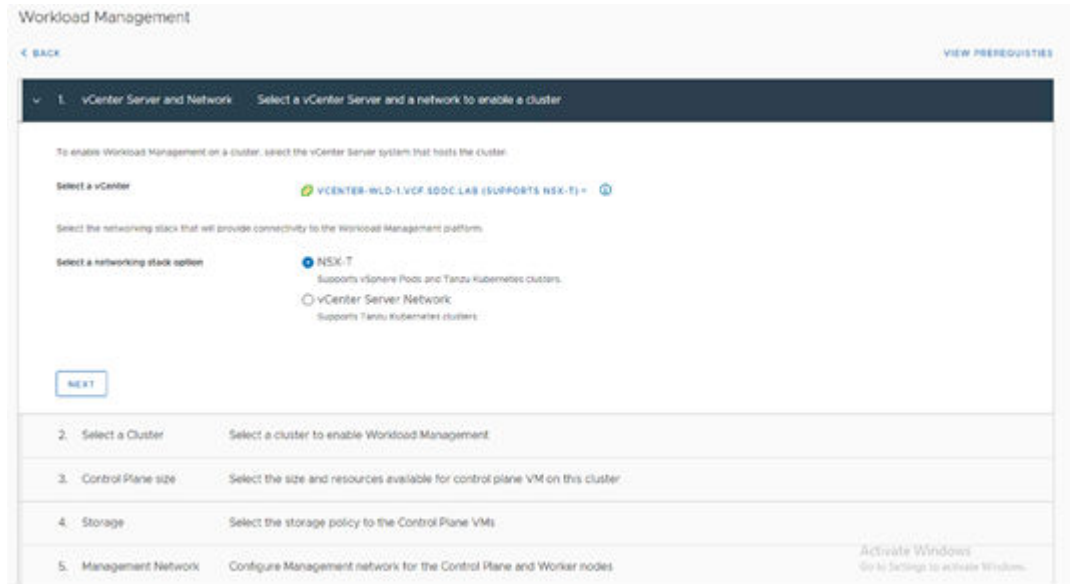 Workload Management
< BACK
VIEW PREREQUISTIES
1. vCenter Server and Network Select a vCenter Server and a network to enable a cluster
To enable Workload Management on a cluster, select the vCenter Server system that hosts the cluster.
Select a vCenter VCENTER-WLD-1.VCF.SDDC.LAB (SUPPORTS NSX-T)
Select the networking stack that will provide connectivity to the Workload Management platform.
Select a networking stack option NSX-T
Supports vSphere Pods and Tanzu Kubernetes clusters.
vCenter Server Network
Supports Tanzu Kubernetes clusters
NEXT
2. Select a Cluster Select a cluster to enable Workload Management
3. Control Plane size Select the size and resources available for control plane VM on this cluster
4. Storage Select the storage policy to the Control Plane VMs
5. Management Network Configure Management network for the Control Plane and Worker nodes
Activate Windows
Go to Settings to activate Windows.